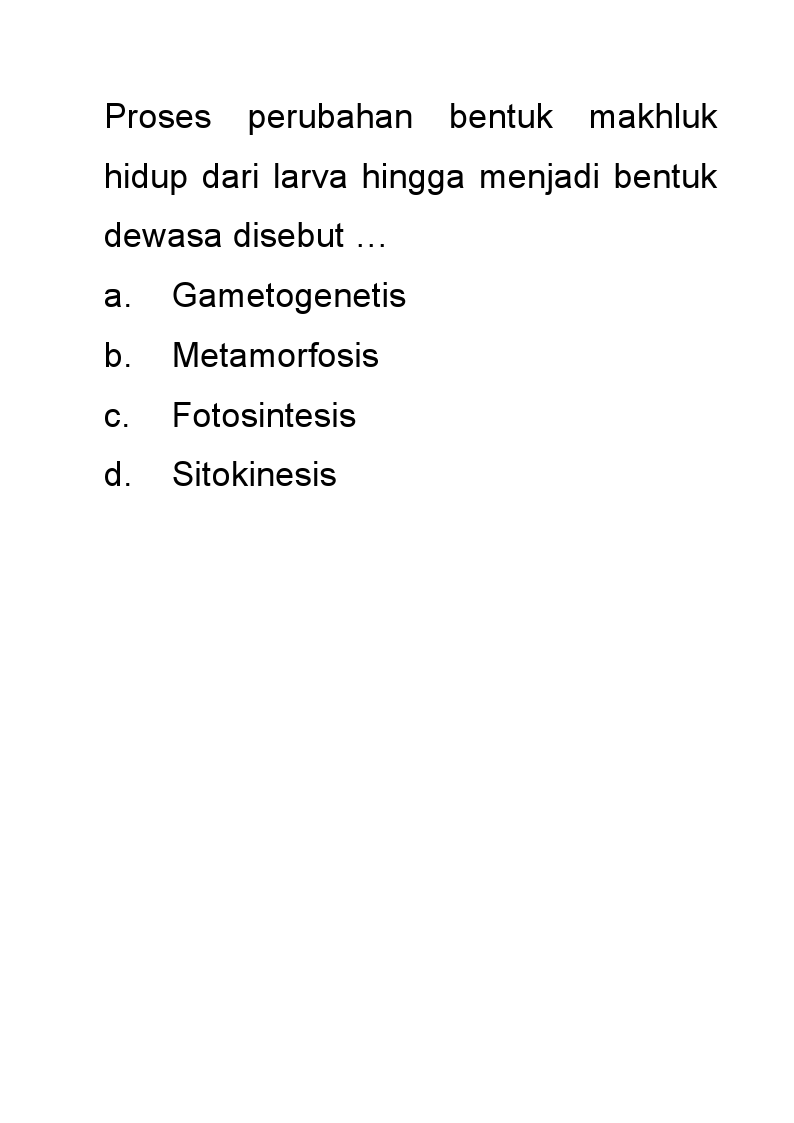 Proses perubahan bentuk makhluk
hidup dari larva hingga menjadi bentuk
dewasa disebut …
a. Gametogenetis
b. Metamorfosis
c. Fotosintesis
d. Sitokinesis